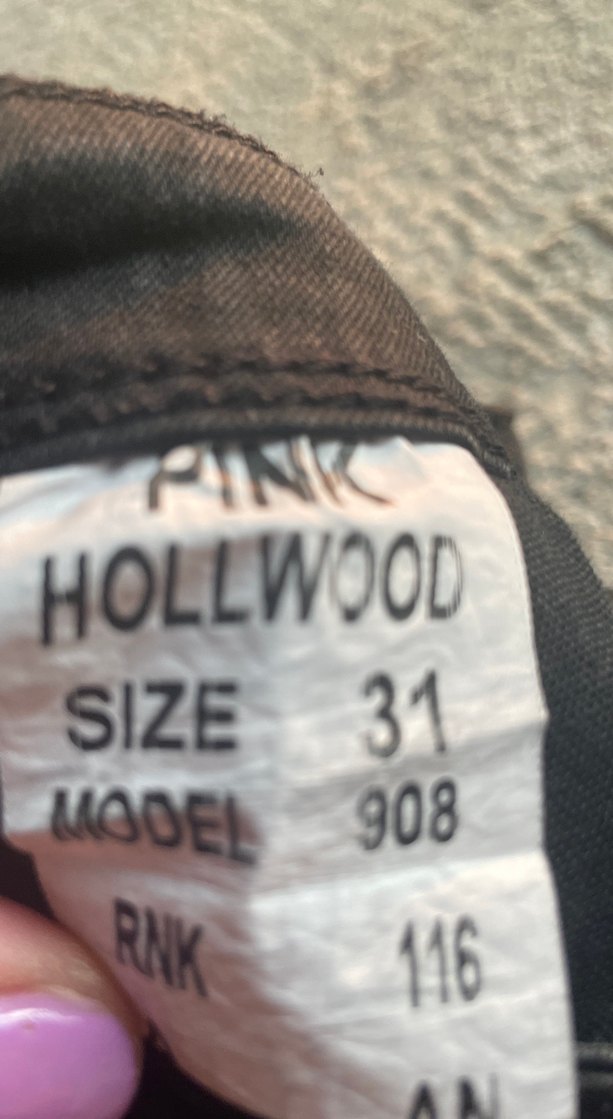 PINK
HOLLWOOD
SIZE 31
MODEL 908
RNK 116